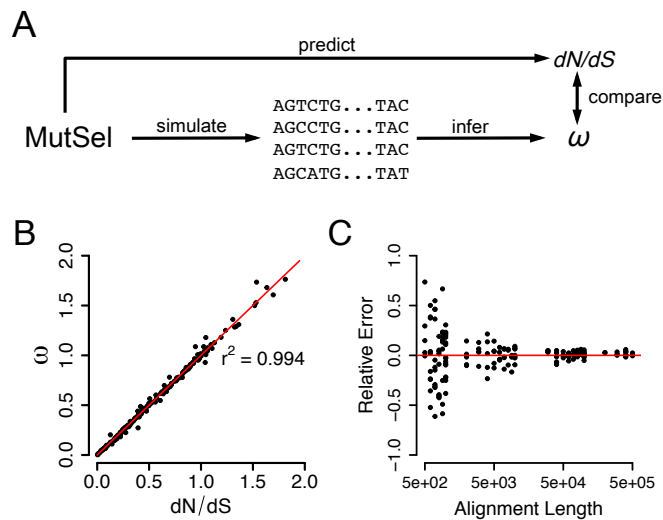 A
predict
dN/dS
MutSel
simulate
AGTCTG...TAC
AGCCTG...TAC
AGTCTG...TAC
AGCATG...TAT
infer
compare
ω
B
2.0
1.5
1.0
0.5
0.0
ω
r² = 0.994
0.0 0.5 1.0 1.5 2.0
dN/dS
C
1.0
0.5
0.0
−0.5
−1.0
Relative Error
5e+02 5e+03 5e+04 5e+05
Alignment Length